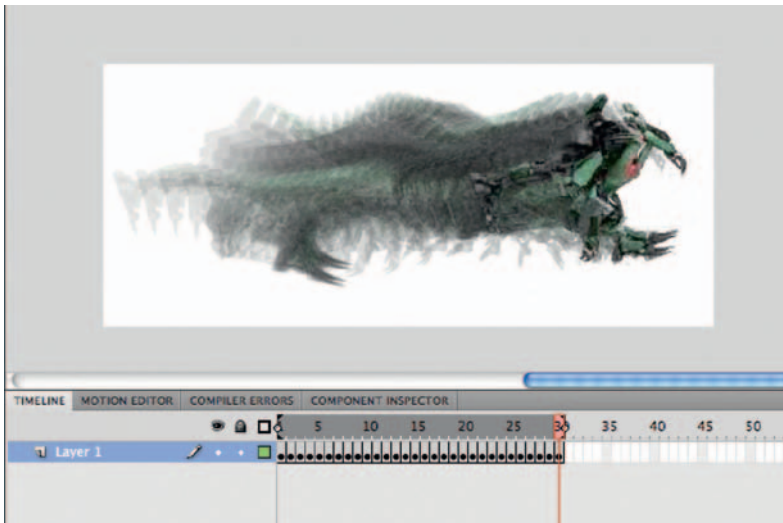 TIMELINE MOTION EDITOR COMPILER ERRORS COMPONENT INSPECTOR
5 10 15 20 25 30 35 40 45 50
Layer 1